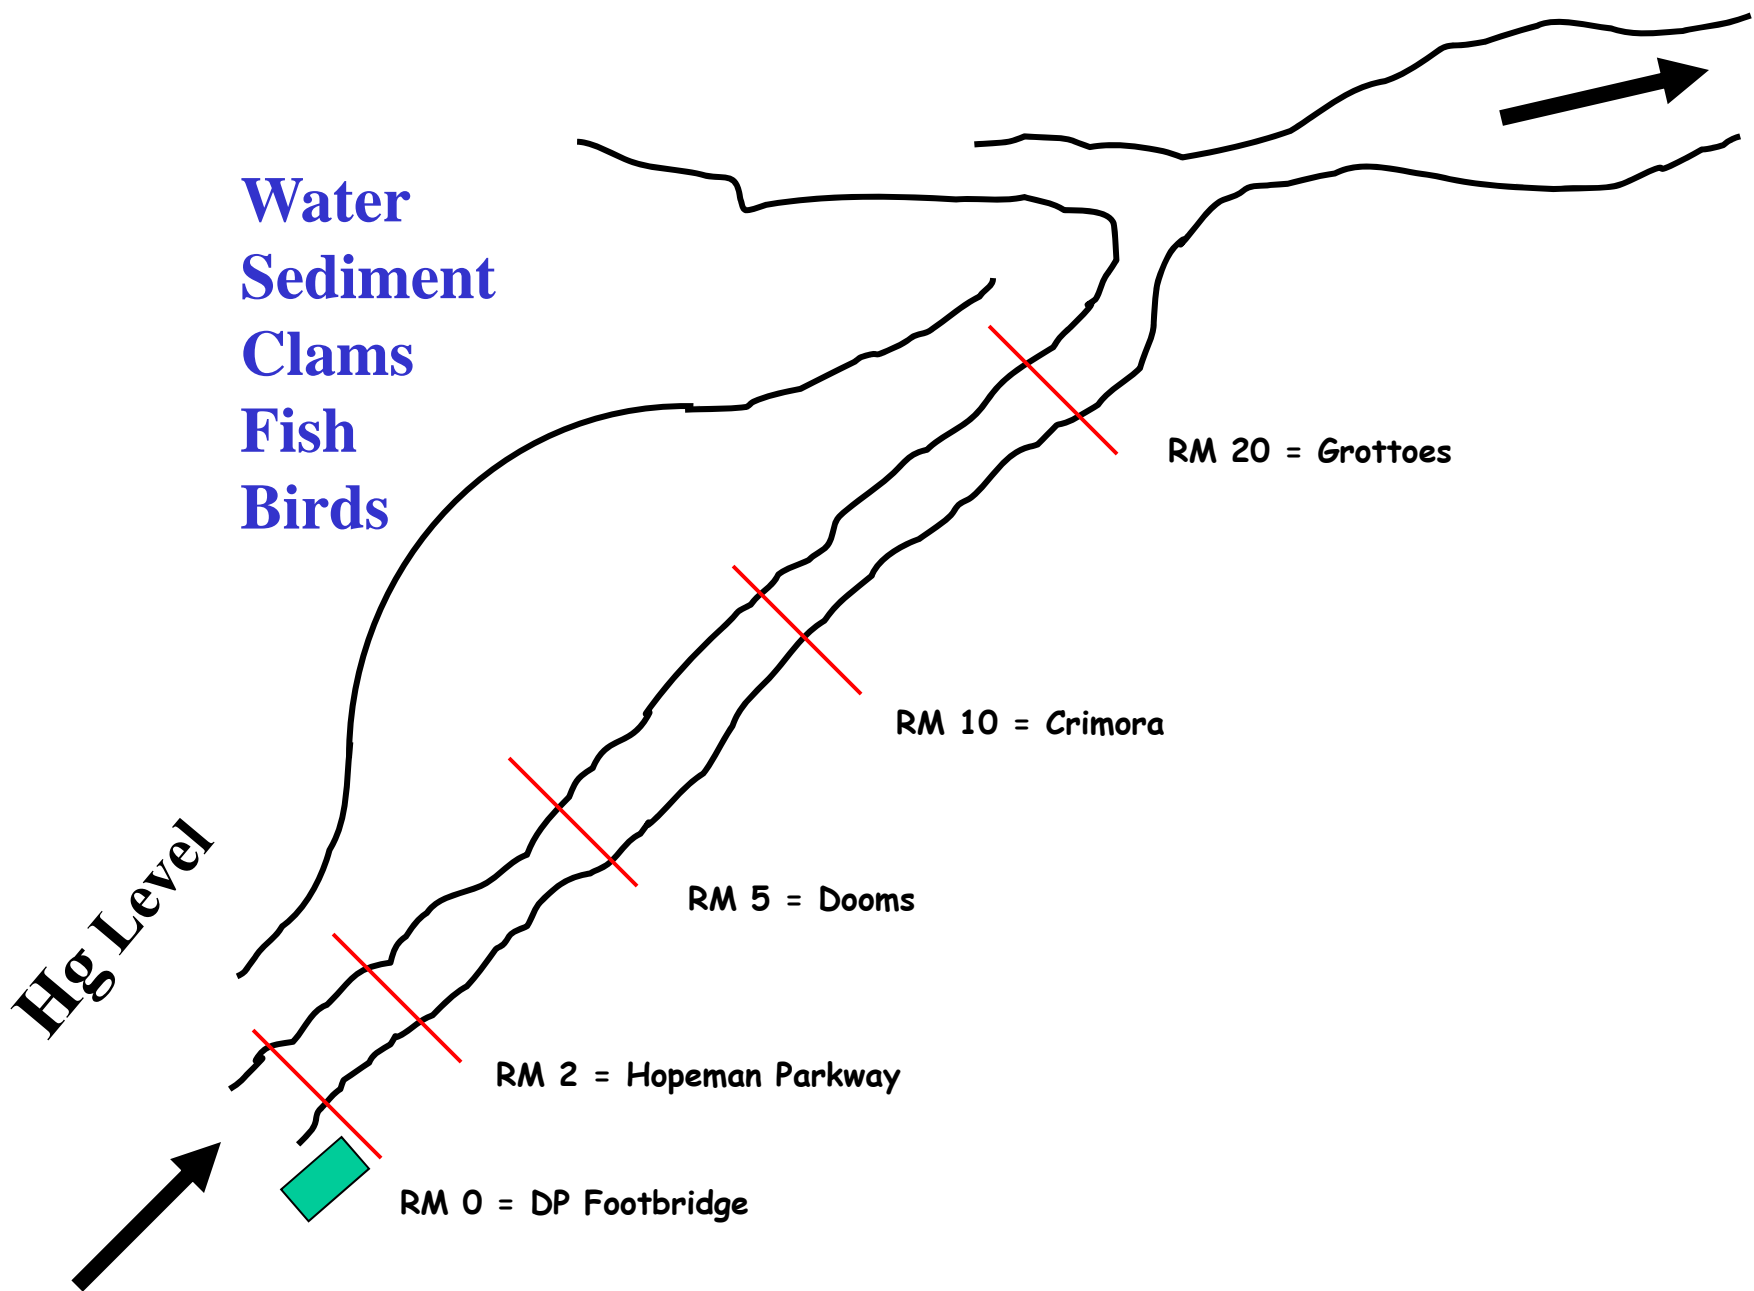 Water
Sediment
Clams
Fish
Birds
RM 20 = Grottoes
RM 10 = Crimora
Hg Level
RM 5 = Dooms
RM 2 = Hopeman Parkway
RM 0 = DP Footbridge